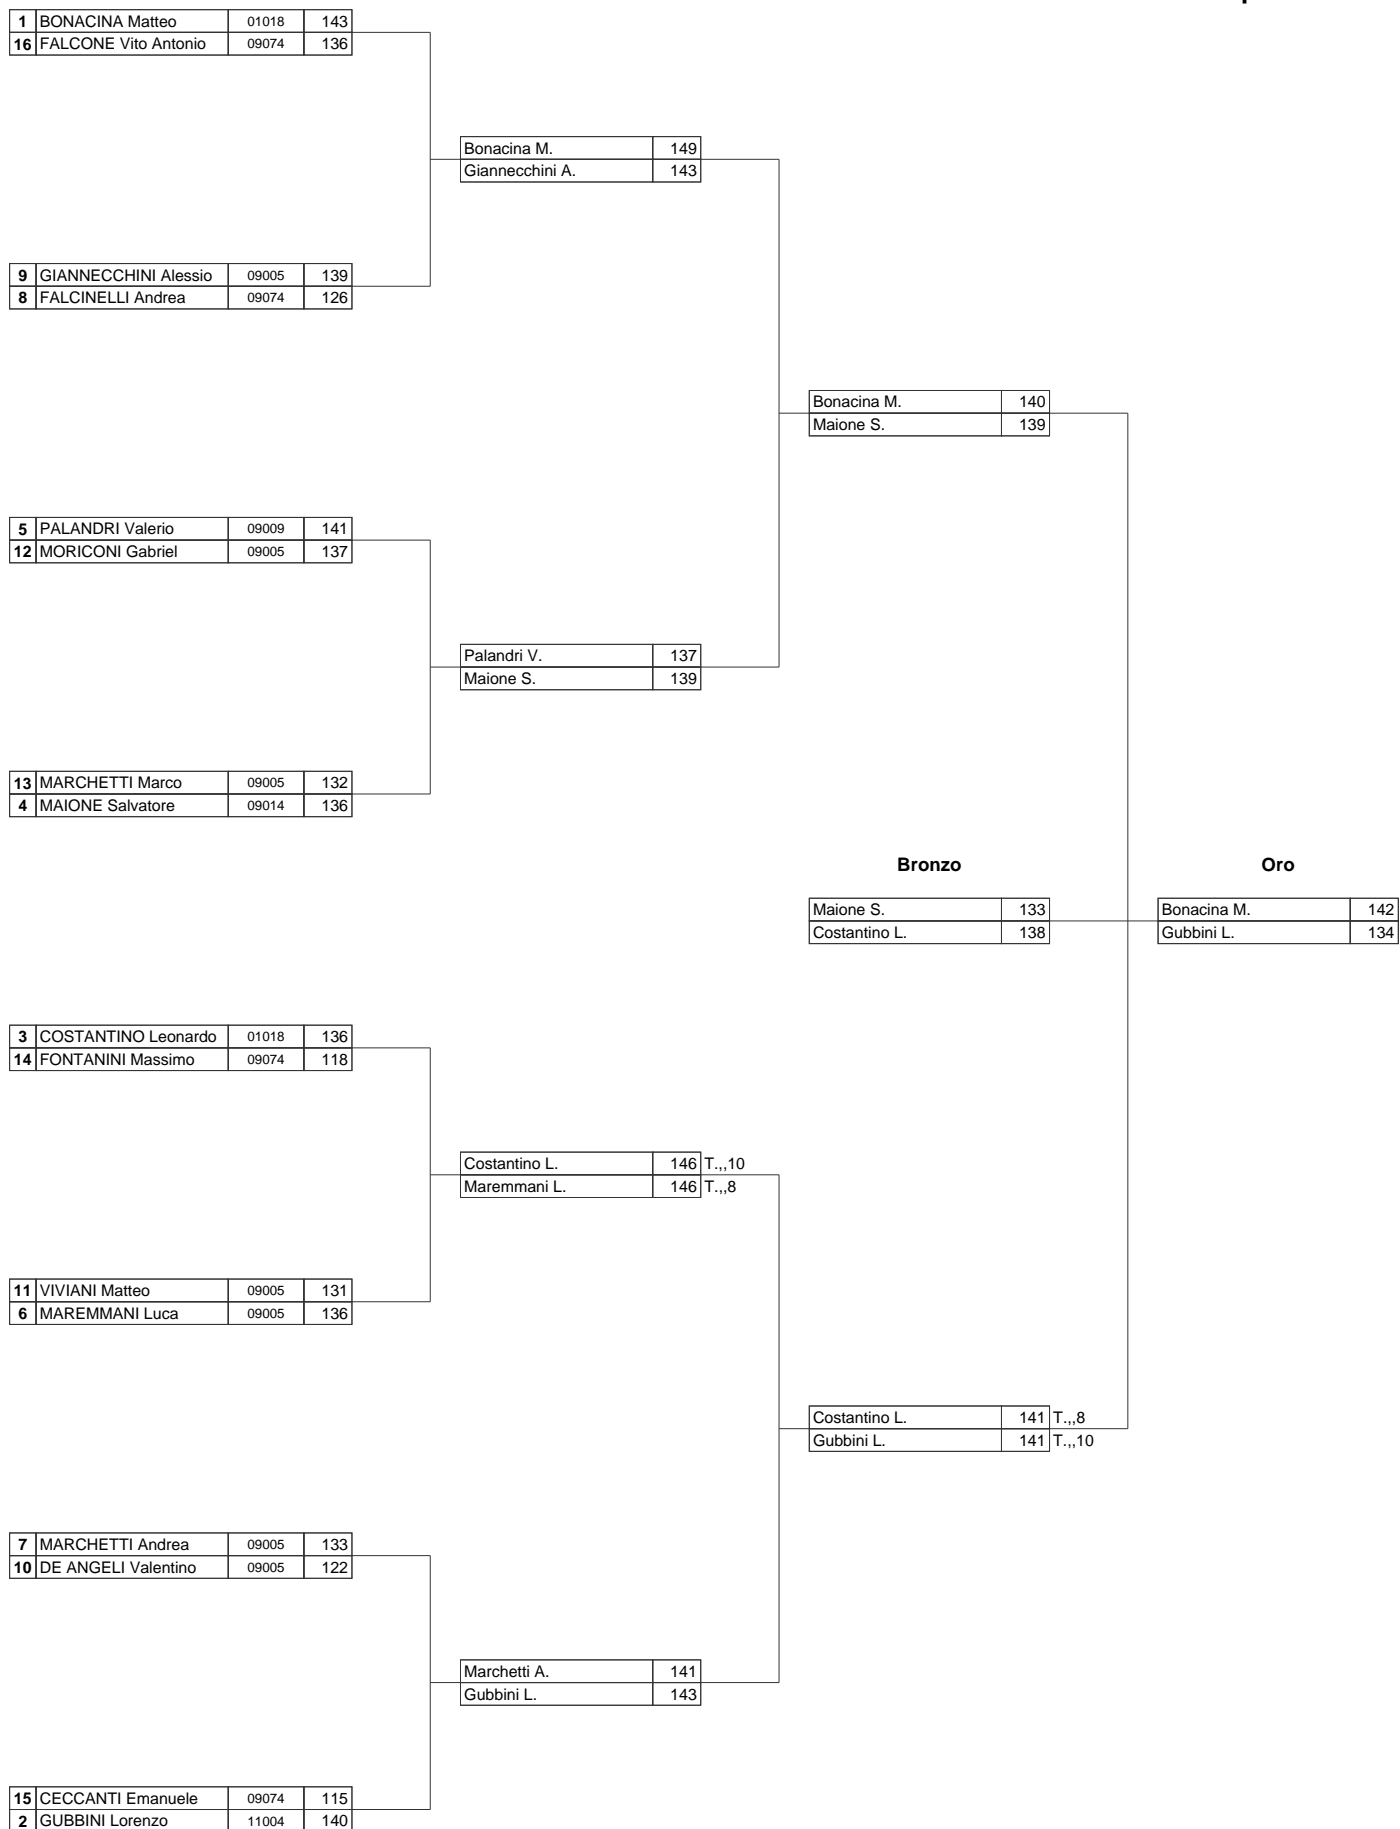 1 BONACINA Matteo 01018 143
16 FALCONE Vito Antonio 09074 136
Bonacina M. 149
Giannecchini A. 143
9 GIANNECCHINI Alessio 09005 139
8 FALCINELLI Andrea 09074 126
Bonacina M. 140
Maione S. 139
5 PALANDRI Valerio 09009 141
12 MORICONI Gabriel 09005 137
Palandri V. 137
Maione S. 139
13 MARCHETTI Marco 09005 132
4 MAIONE Salvatore 09014 136
Bronzo Oro
Maione S. 133 Bonacina M. 142
Costantino L. 138 Gubbini L. 134
3 COSTANTINO Leonardo 01018 136
14 FONTANINI Massimo 09074 118
Costantino L. 146 T.,,10
Maremmani L. 146 T.,,8
11 VIVIANI Matteo 09005 131
6 MAREMMANI Luca 09005 136
Costantino L. 141 T.,,8
Gubbini L. 141 T.,,10
7 MARCHETTI Andrea 09005 133
10 DE ANGELI Valentino 09005 122
Marchetti A. 141
Gubbini L. 143
15 CECCANTI Emanuele 09074 115
2 GUBBINI Lorenzo 11004 140